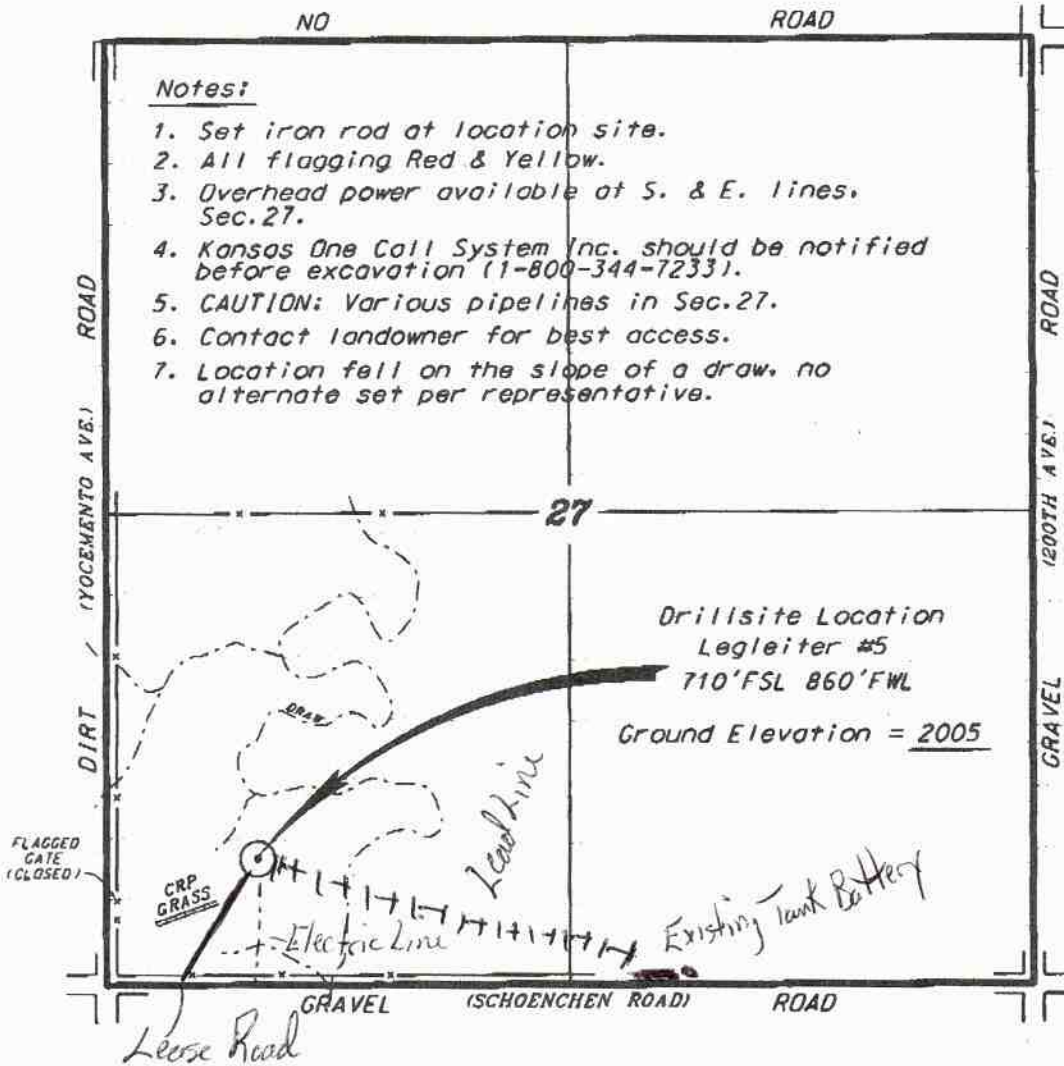 NO ROAD
Notes:
1. Set iron rod at location site.
2. All flagging Red & Yellow.
3. Overhead power available at S. & E. lines,
Sec.27.
4. Kansas One Call System Inc. should be notified
before excavation (1-800-344-7233).
5. CAUTION: Various pipelines in Sec.27.
6. Contact landowner for best access.
7. Location fell on the slope of a draw, no
alternate set per representative.
DIRT / (YOCEMENTO AVE.) ROAD
GRAVEL (200TH AVE.) ROAD
27
Drillsite Location
Legleiter #5
710'FSL 860'FWL
Ground Elevation = 2005
DRAW
Lead Line
FLAGGED
GATE
(CLOSED)
CRP
GRASS
Existing Tank Battery
Electric Line
GRAVEL (SCHOENCHEN ROAD) ROAD
Lease Road